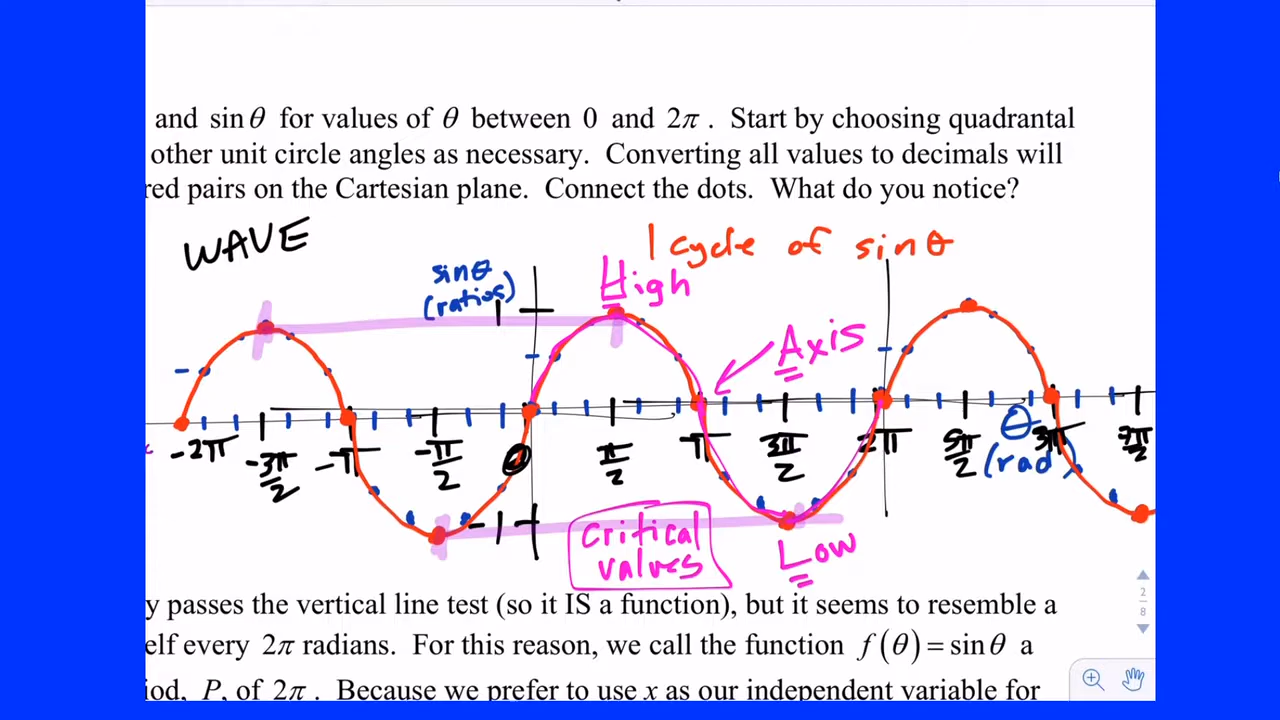 and sin θ for values of θ between 0 and 2π . Start by choosing quadrantal
other unit circle angles as necessary. Converting all values to decimals will
red pairs on the Cartesian plane. Connect the dots. What do you notice?
WAVE
1 cycle of sin θ
sin θ
(ratios)
High
1
Axis
-2π -3π/2 -π -π/2 0 π/2 π 3π/2 2π 5π/2 3π 7π/2
θ
(rad)
-1
critical
values
Low
y passes the vertical line test (so it IS a function), but it seems to resemble a
elf every 2π radians. For this reason, we call the function f(θ) = sin θ a
iod, P, of 2π . Because we prefer to use x as our independent variable for
2
8